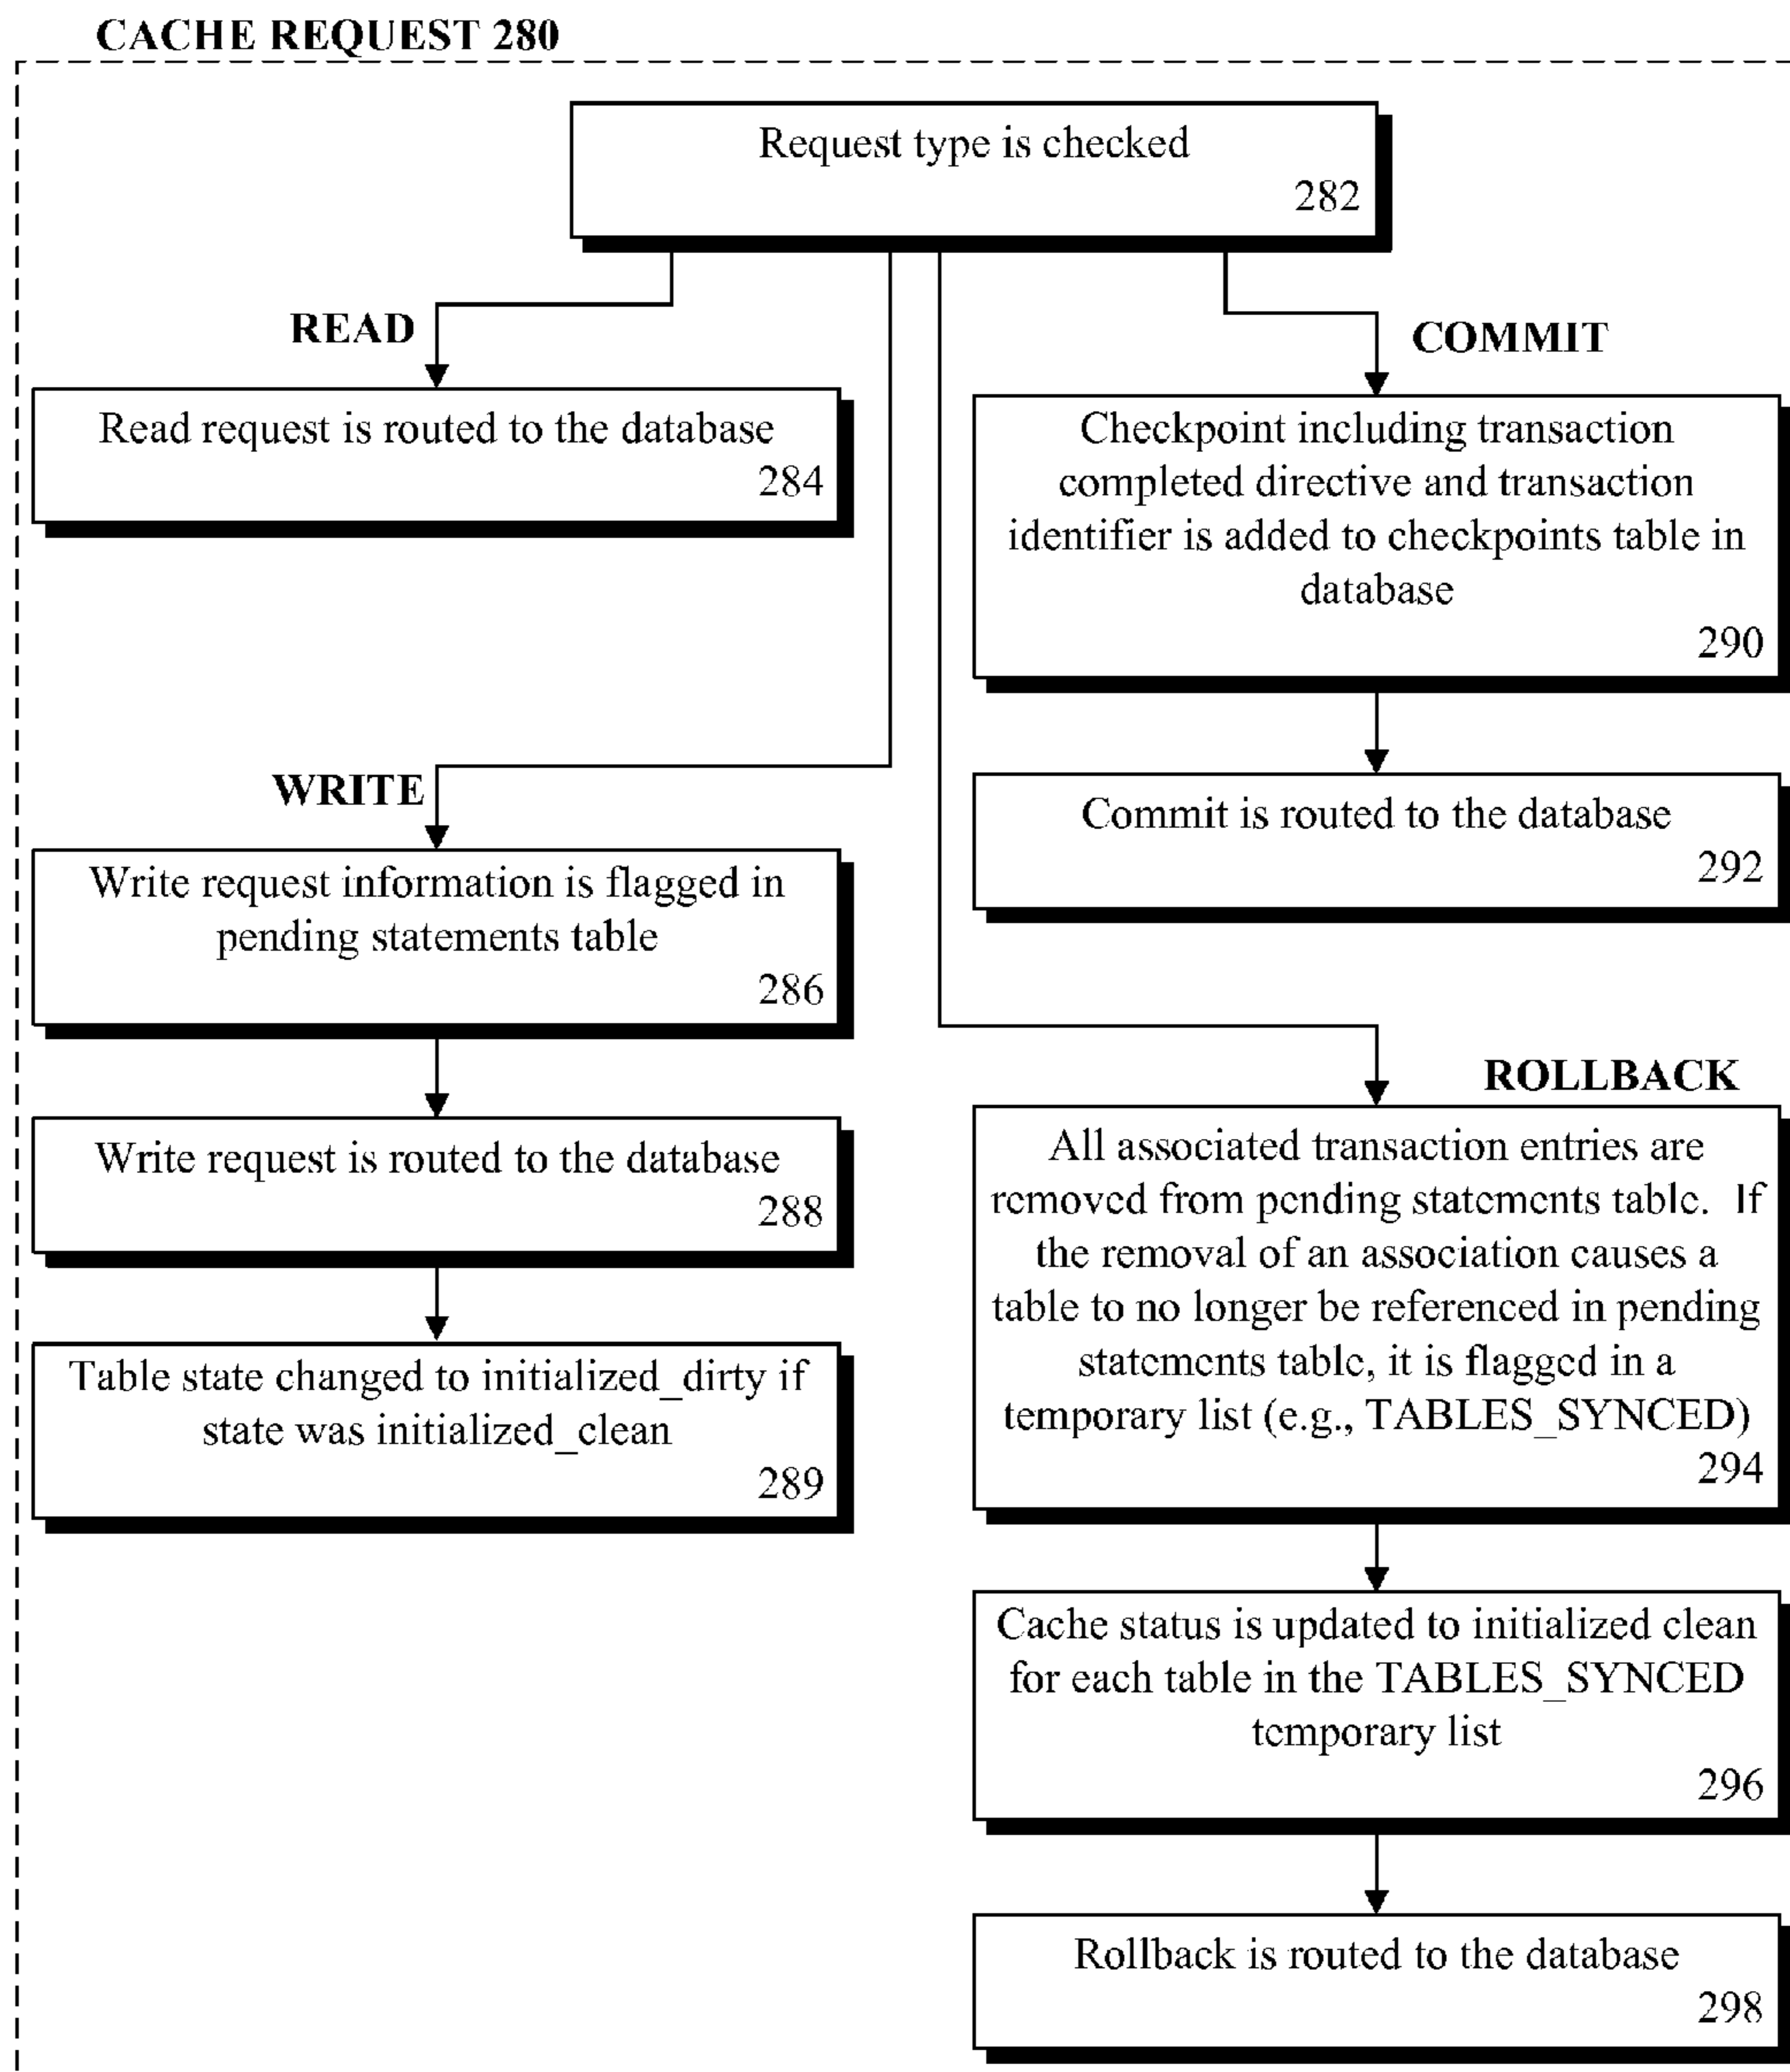 CACHE REQUEST 280
Request type is checked
282
READ
Read request is routed to the database
284
WRITE
Write request information is flagged in
pending statements table
286
Write request is routed to the database
288
Table state changed to initialized_dirty if
state was initialized_clean
289
COMMIT
Checkpoint including transaction
completed directive and transaction
identifier is added to checkpoints table in
database
290
Commit is routed to the database
292
ROLLBACK
All associated transaction entries are
removed from pending statements table. If
the removal of an association causes a
table to no longer be referenced in pending
statements table, it is flagged in a
temporary list (e.g., TABLES_SYNCED)
294
Cache status is updated to initialized clean
for each table in the TABLES_SYNCED
temporary list
296
Rollback is routed to the database
298